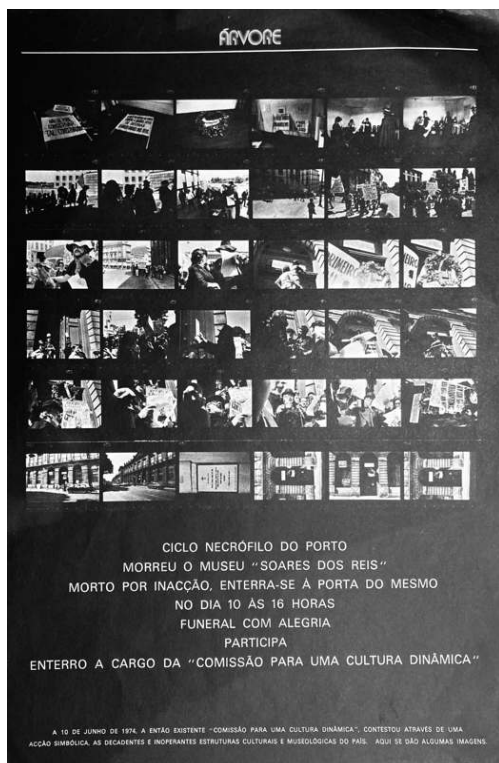 ÁRVORE
CICLO NECRÓFILO DO PORTO
MORREU O MUSEU "SOARES DOS REIS"
MORTO POR INACÇÃO, ENTERRA-SE À PORTA DO MESMO
NO DIA 10 ÀS 16 HORAS
FUNERAL COM ALEGRIA
PARTICIPA
ENTERRO A CARGO DA "COMISSÃO PARA UMA CULTURA DINÂMICA"
A 10 DE JUNHO DE 1974, A ENTÃO EXISTENTE "COMISSÃO PARA UMA CULTURA DINÂMICA", CONTESTOU ATRAVÉS DE UMA
ACÇÃO SIMBÓLICA, AS DECADENTES E INOPERANTES ESTRUTURAS CULTURAIS E MUSEOLÓGICAS DO PAÍS. AQUI SE DÃO ALGUMAS IMAGENS.